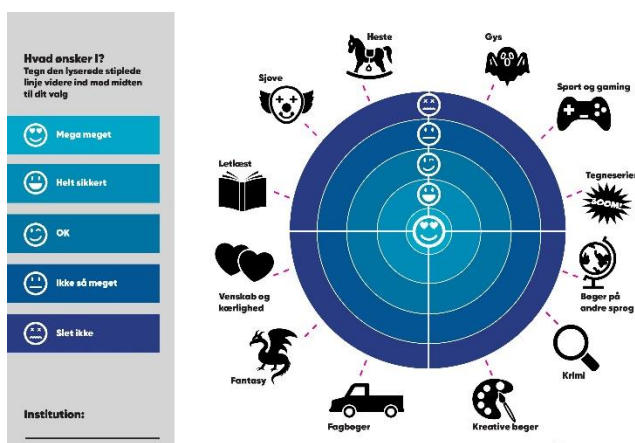 Hvad ønsker I?
Tegn den lyserøde stiplede
linje videre ind mod midten
til dit valg
Mega meget
Helt sikkert
OK
Ikke så meget
Slet ikke
Institution:
Heste
Gys
Sjove
Sport og gaming
Letlæst
Tegneserier
BOOM!
Venskab og
kærlighed
Bøger på
andre sprog
Fantasy
Krimi
Fagbøger
Kreative bøger